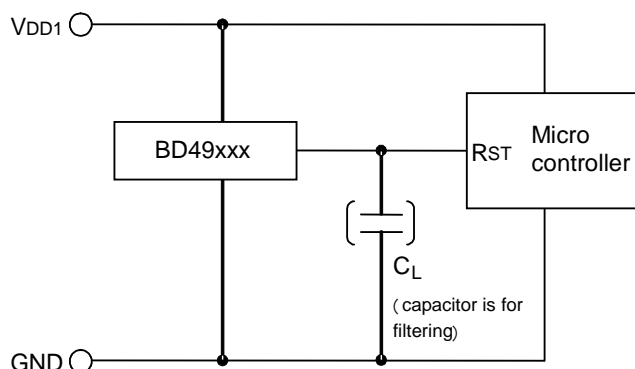 VDD1
BD49xxx
RST
Micro
controller
CL
( capacitor is for
filtering)
GND